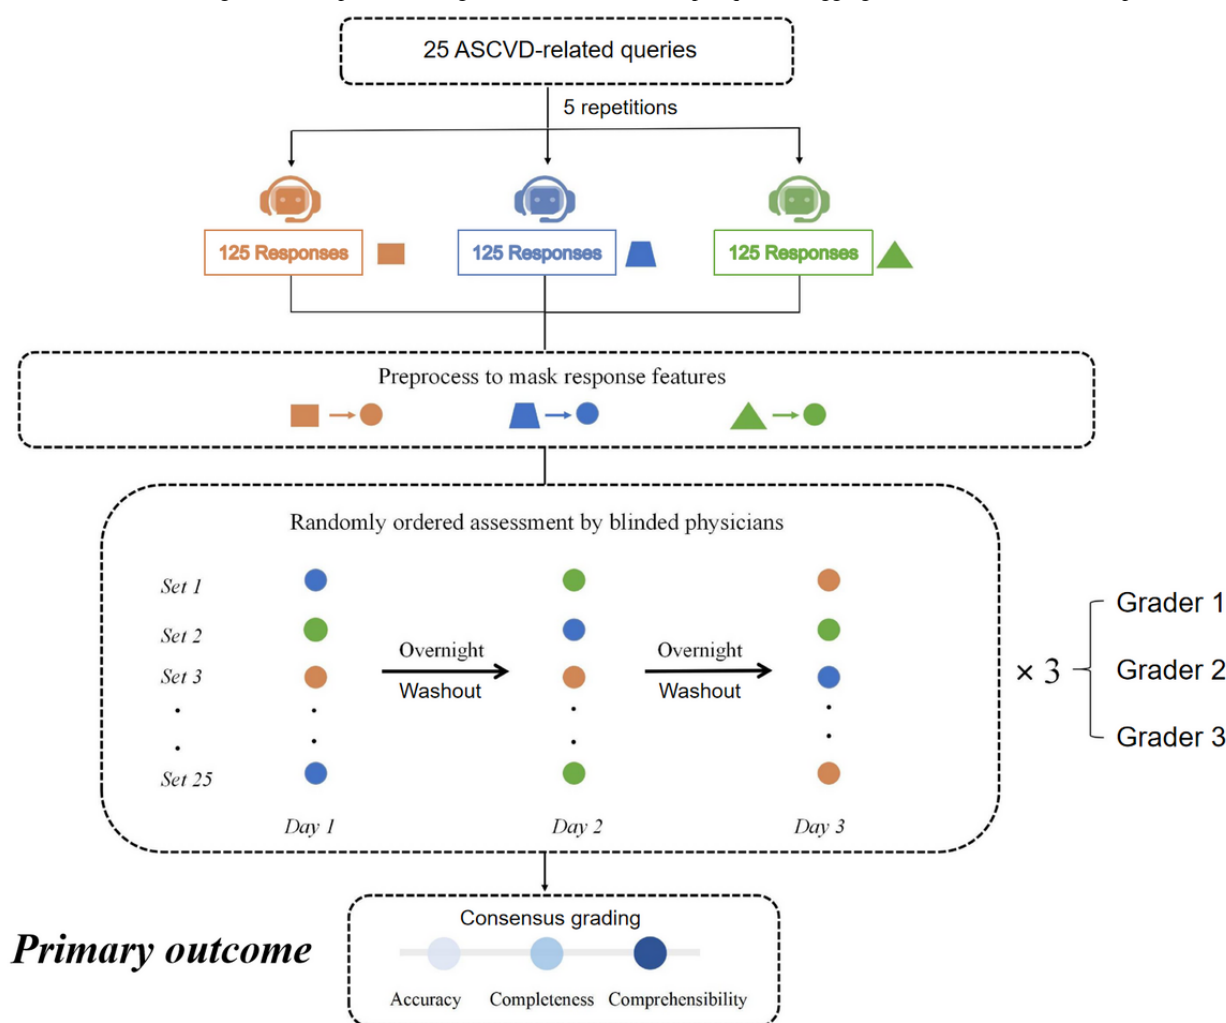 25 ASCVD-related queries
5 repetitions
125 Responses
125 Responses
125 Responses
Preprocess to mask response features
Randomly ordered assessment by blinded physicians
Set 1
Set 2
Set 3
Set 25
Overnight
Washout
Overnight
Washout
Day 1
Day 2
Day 3
× 3
Grader 1
Grader 2
Grader 3
Primary outcome
Consensus grading
Accuracy
Completeness
Comprehensibility